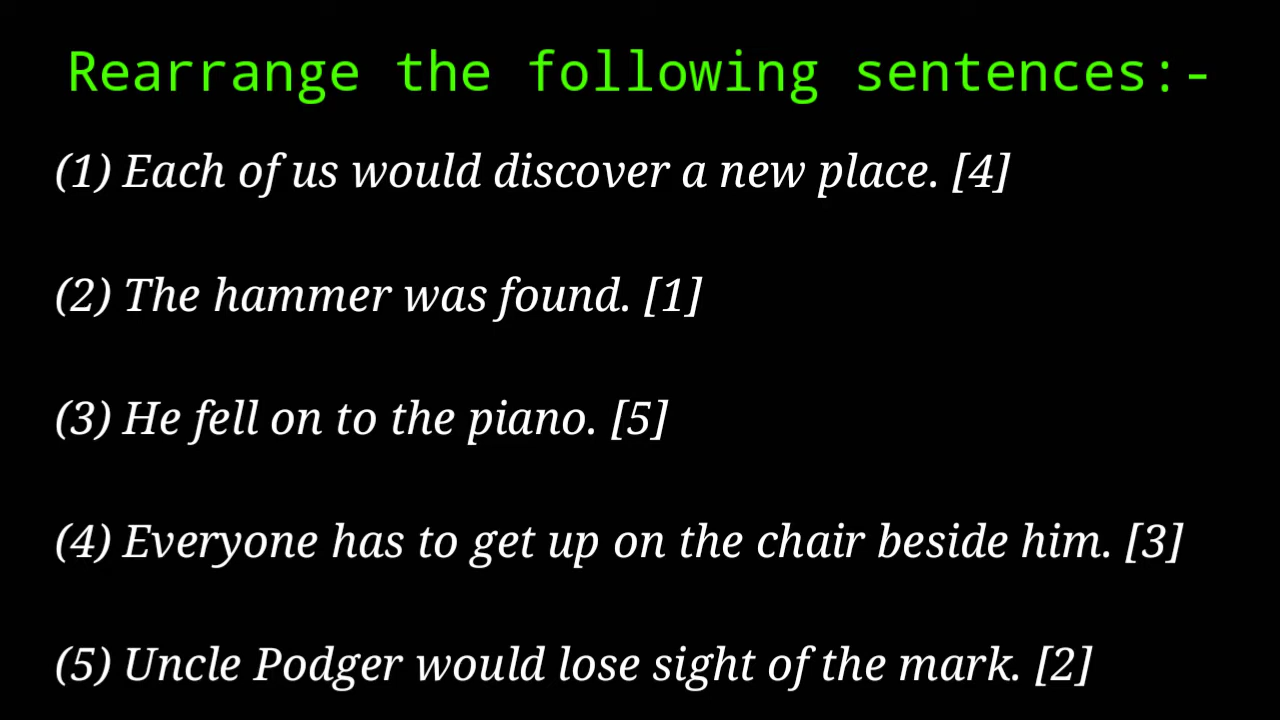 Rearrange the following sentences:-
(1) Each of us would discover a new place. [4]
(2) The hammer was found. [1]
(3) He fell on to the piano. [5]
(4) Everyone has to get up on the chair beside him. [3]
(5) Uncle Podger would lose sight of the mark. [2]